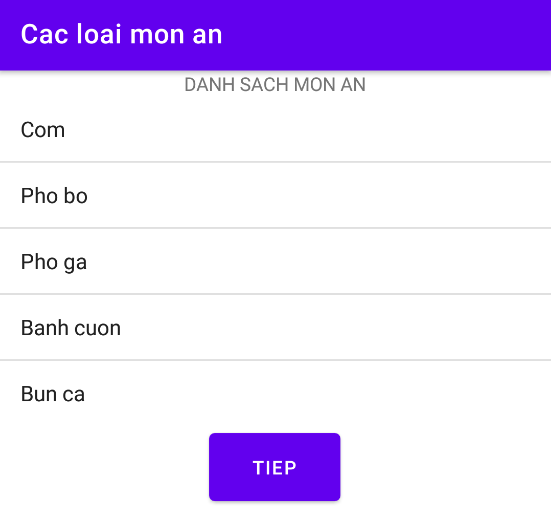 Cac loai mon an
DANH SACH MON AN
Com
Pho bo
Pho ga
Banh cuon
Bun ca
TIEP